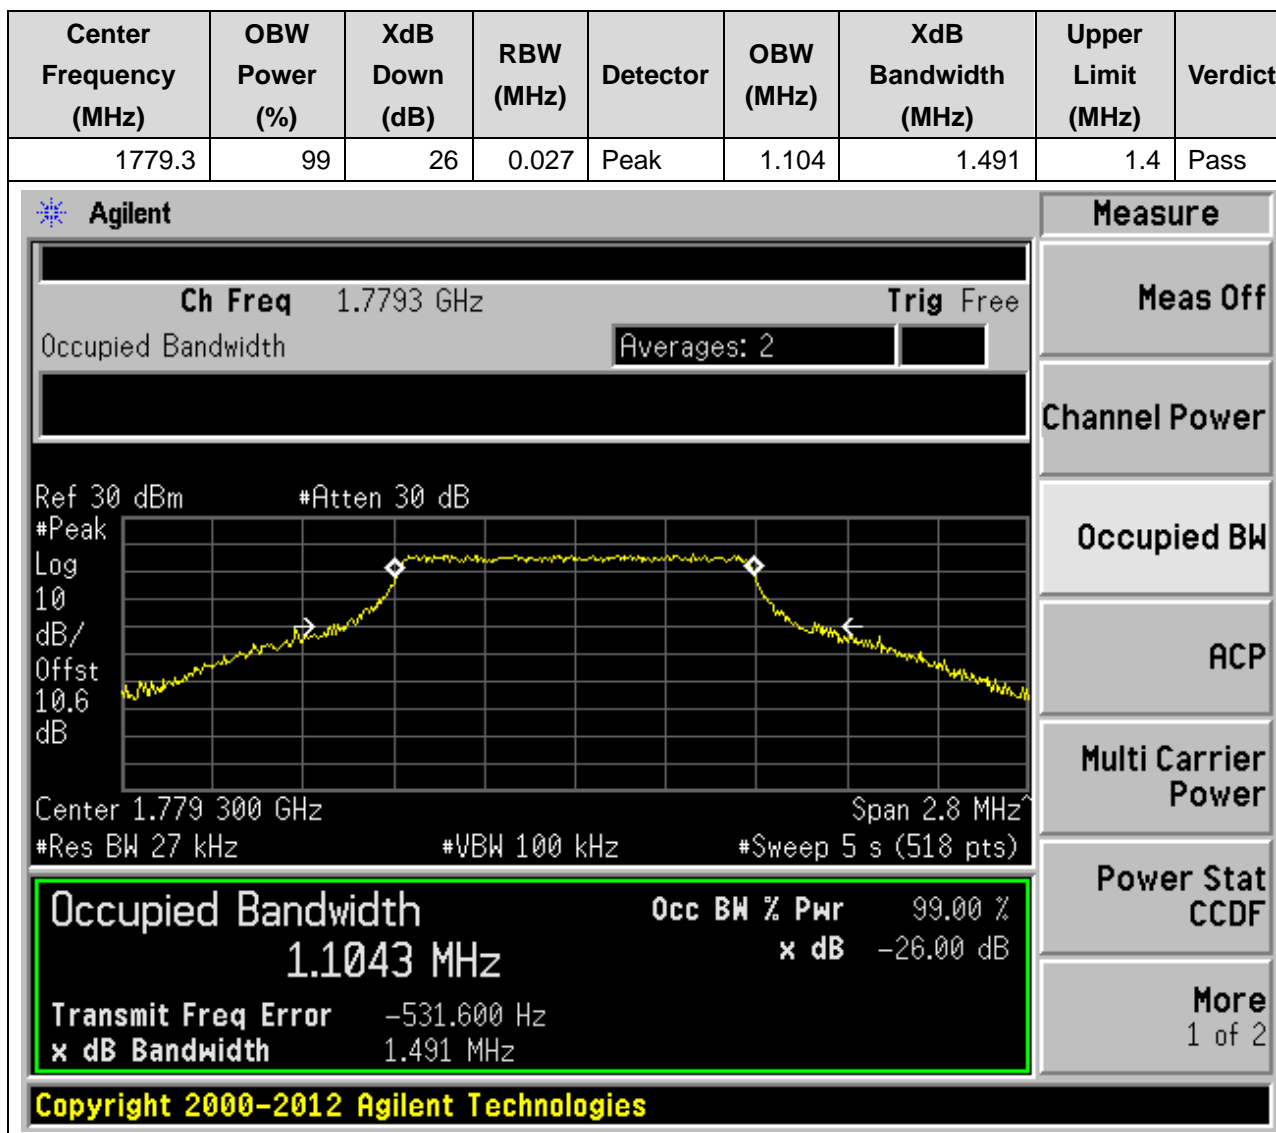 Center Frequency (MHz) OBW Power (%) XdB Down (dB) RBW (MHz) Detector OBW (MHz) XdB Bandwidth (MHz) Upper Limit (MHz) Verdict
1779.3 99 26 0.027 Peak 1.104 1.491 1.4 Pass
Agilent
Measure
Ch Freq 1.7793 GHz Trig Free
Meas Off
Occupied Bandwidth Averages: 2
Channel Power
Ref 30 dBm #Atten 30 dB
#Peak
Log
10
dB/
Offst
10.6
dB
Occupied BW
ACP
Multi Carrier
Power
Center 1.779 300 GHz Span 2.8 MHz^
#Res BW 27 kHz #VBW 100 kHz #Sweep 5 s (518 pts)
Power Stat
CCDF
Occupied Bandwidth Occ BW % Pwr 99.00 %
1.1043 MHz x dB -26.00 dB
Transmit Freq Error -531.600 Hz
x dB Bandwidth 1.491 MHz
More
1 of 2
Copyright 2000-2012 Agilent Technologies